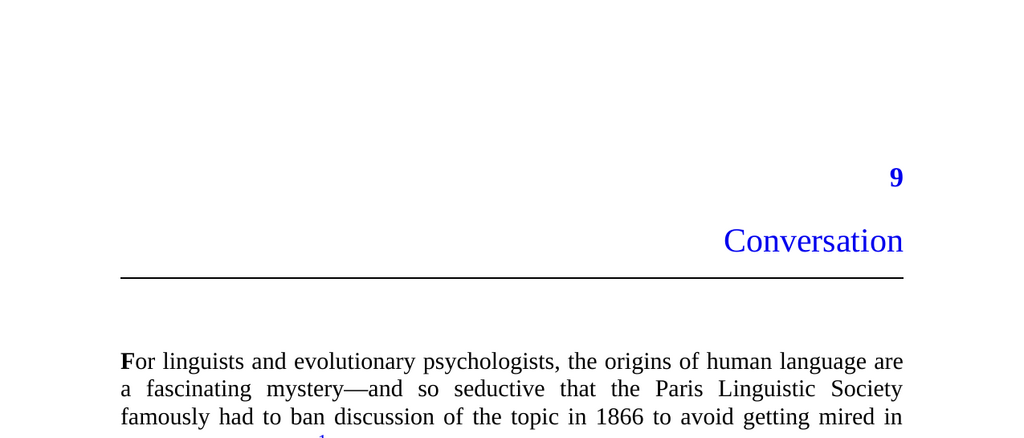 9
Conversation
For linguists and evolutionary psychologists, the origins of human language are
a fascinating mystery—and so seductive that the Paris Linguistic Society
famously had to ban discussion of the topic in 1866 to avoid getting mired in
1